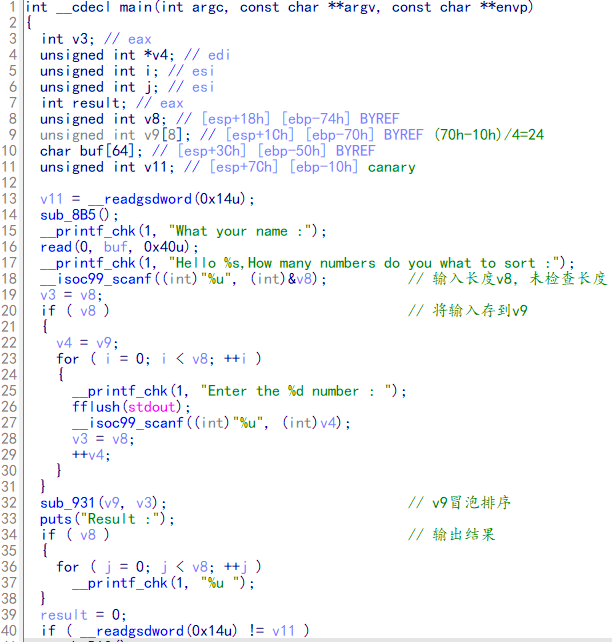 1 int __cdecl main(int argc, const char **argv, const char **envp)
2 {
3 int v3; // eax
4 unsigned int *v4; // edi
5 unsigned int i; // esi
6 unsigned int j; // esi
7 int result; // eax
8 unsigned int v8; // [esp+18h] [ebp-74h] BYREF
9 unsigned int v9[8]; // [esp+1Ch] [ebp-70h] BYREF (70h-10h)/4=24
10 char buf[64]; // [esp+3Ch] [ebp-50h] BYREF
11 unsigned int v11; // [esp+7Ch] [ebp-10h] canary
12
13 v11 = __readgsdword(0x14u);
14 sub_8B5();
15 __printf_chk(1, "What your name :");
16 read(0, buf, 0x40u);
17 __printf_chk(1, "Hello %s,How many numbers do you what to sort :");
18 __isoc99_scanf((int)"%u", (int)&v8); // 输入长度v8, 未检查长度
19 v3 = v8;
20 if ( v8 ) // 将输入存到v9
21 {
22 v4 = v9;
23 for ( i = 0; i < v8; ++i )
24 {
25 __printf_chk(1, "Enter the %d number : ");
26 fflush(stdout);
27 __isoc99_scanf((int)"%u", (int)v4);
28 v3 = v8;
29 ++v4;
30 }
31 }
32 sub_931(v9, v3); // v9冒泡排序
33 puts("Result :");
34 if ( v8 ) // 输出结果
35 {
36 for ( j = 0; j < v8; ++j )
37 __printf_chk(1, "%u ");
38 }
39 result = 0;
40 if ( __readgsdword(0x14u) != v11 )